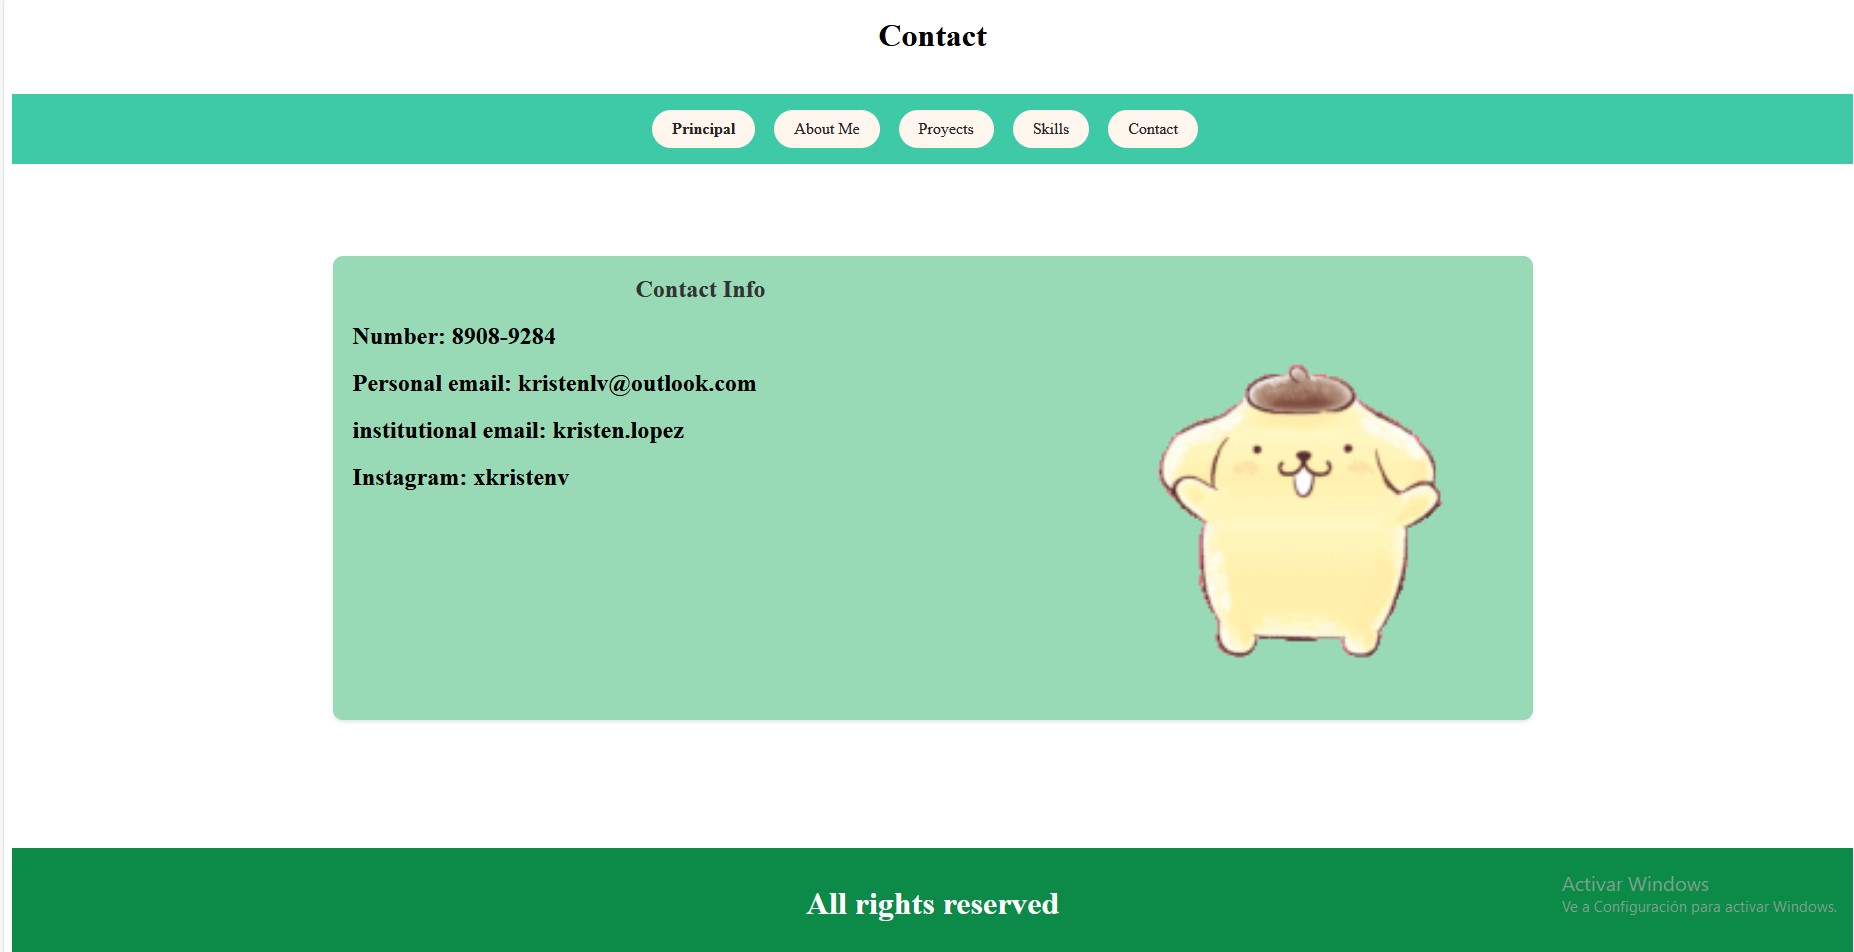 Contact
Principal About Me Proyects Skills Contact
Contact Info
Number: 8908-9284
Personal email: kristenlv@outlook.com
institutional email: kristen.lopez
Instagram: xkristenv
All rights reserved
Activar Windows
Ve a Configuración para activar Windows.